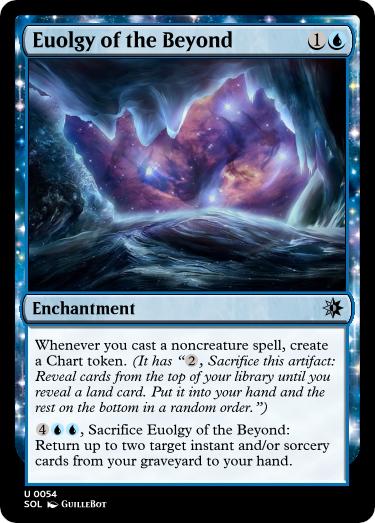 Euolgy of the Beyond 1
Enchantment
Whenever you cast a noncreature spell, create
a Chart token. (It has “2, Sacrifice this artifact:
Reveal cards from the top of your library until you
reveal a land card. Put it into your hand and the
rest on the bottom in a random order.”)
4, Sacrifice Euolgy of the Beyond:
Return up to two target instant and/or sorcery
cards from your graveyard to your hand.
U 0054
SOL GuilleBot